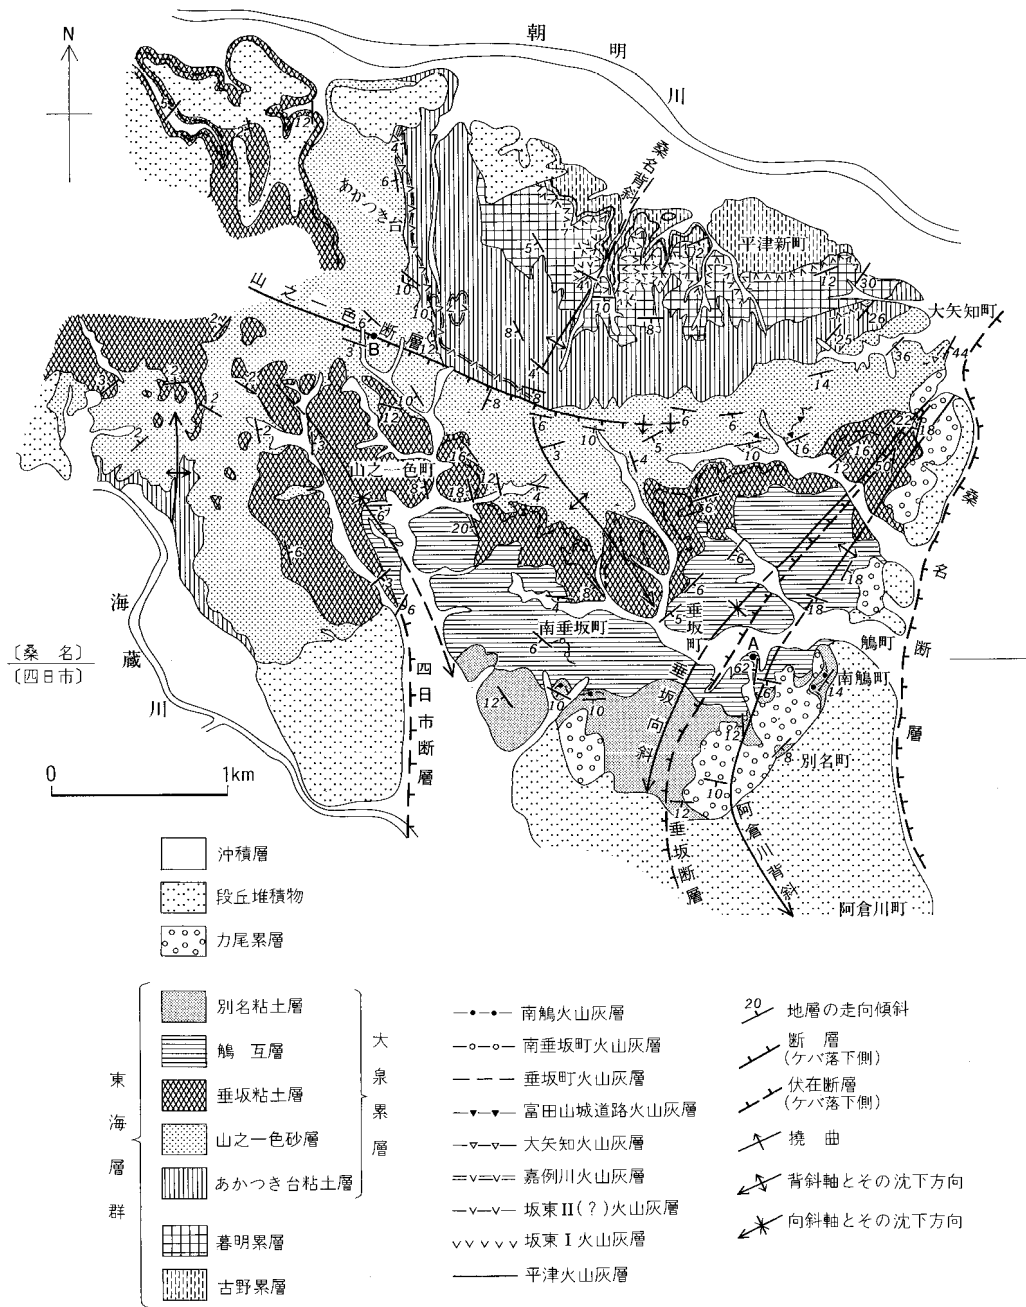 N
朝明川
桑名背斜
あかつき台
平津新町
大矢知町
山之一色断層
B
山之一色町
垂坂町
南垂坂町
A
鵤町
南鵤町
別名町
海蔵川
〔桑名〕
〔四日市〕
四日市断層
垂坂向斜
垂坂断層
阿倉川背斜
阿倉川町
桑名断層
0 1km
沖積層
段丘堆積物
力尾累層
別名粘土層
鵤 互層
垂坂粘土層
山之一色砂層
あかつき台粘土層
暮明累層
古野累層
大泉累層
東海層群
南鵤火山灰層
南垂坂町火山灰層
垂坂町火山灰層
富田山城道路火山灰層
大矢知火山灰層
嘉例川火山灰層
坂東II(?)火山灰層
坂東I火山灰層
平津火山灰層
20 地層の走向傾斜
断 層
(ケバ落下側)
伏在断層
(ケバ落下側)
撓 曲
背斜軸とその沈下方向
向斜軸とその沈下方向